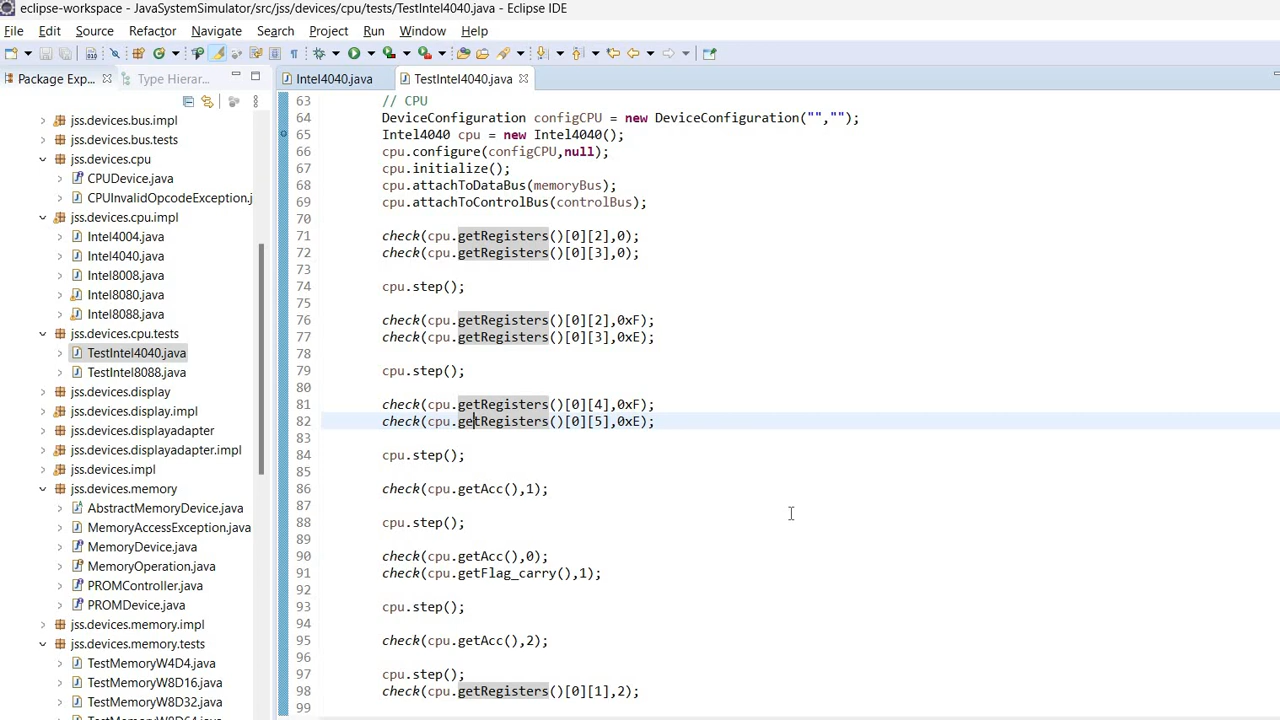 eclipse-workspace - JavaSystemSimulator/src/jss/devices/cpu/tests/TestIntel4040.java - Eclipse IDE
File Edit Source Refactor Navigate Search Project Run Window Help
Package Exp... Type Hierar... Intel4040.java TestIntel4040.java
jss.devices.bus.impl
jss.devices.bus.tests
jss.devices.cpu
CPUDevice.java
CPUInvalidOpcodeException.j
jss.devices.cpu.impl
Intel4004.java
Intel4040.java
Intel8008.java
Intel8080.java
Intel8088.java
jss.devices.cpu.tests
TestIntel4040.java
TestIntel8088.java
jss.devices.display
jss.devices.display.impl
jss.devices.displayadapter
jss.devices.displayadapter.impl
jss.devices.impl
jss.devices.memory
AbstractMemoryDevice.java
MemoryAccessException.java
MemoryDevice.java
MemoryOperation.java
PROMController.java
PROMDevice.java
jss.devices.memory.impl
jss.devices.memory.tests
TestMemoryW4D4.java
TestMemoryW8D16.java
TestMemoryW8D32.java
TestMemoryW8D64.java
63 // CPU
64 DeviceConfiguration configCPU = new DeviceConfiguration("","");
65 Intel4040 cpu = new Intel4040();
66 cpu.configure(configCPU,null);
67 cpu.initialize();
68 cpu.attachToDataBus(memoryBus);
69 cpu.attachToControlBus(controlBus);
70
71 check(cpu.getRegisters()[0][2],0);
72 check(cpu.getRegisters()[0][3],0);
73
74 cpu.step();
75
76 check(cpu.getRegisters()[0][2],0xF);
77 check(cpu.getRegisters()[0][3],0xE);
78
79 cpu.step();
80
81 check(cpu.getRegisters()[0][4],0xF);
82 check(cpu.getRegisters()[0][5],0xE);
83
84 cpu.step();
85
86 check(cpu.getAcc(),1);
87
88 cpu.step();
89
90 check(cpu.getAcc(),0);
91 check(cpu.getFlag_carry(),1);
92
93 cpu.step();
94
95 check(cpu.getAcc(),2);
96
97 cpu.step();
98 check(cpu.getRegisters()[0][1],2);
99